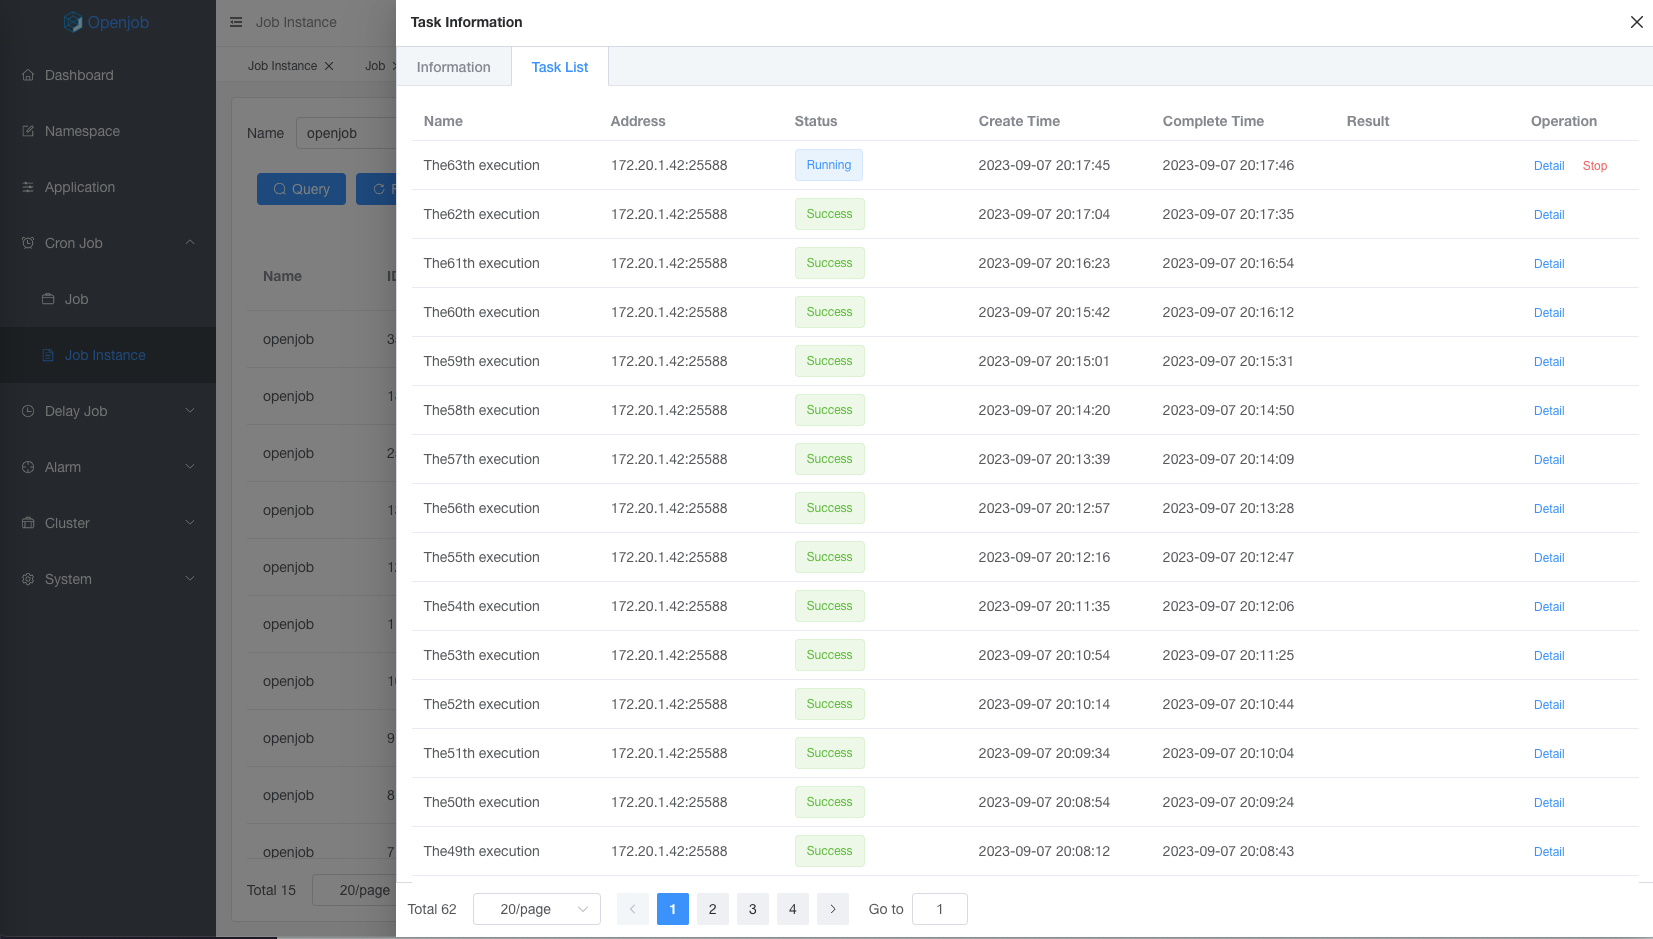 Openjob
Dashboard
Namespace
Application
Cron Job
Job
Job Instance
Delay Job
Alarm
Cluster
System
Job Instance
Job Instance
Job
Name
openjob
Query
Name
openjob
openjob
openjob
openjob
openjob
openjob
openjob
openjob
openjob
openjob
Total 15
20/page
Task Information
Information
Task List
Name Address Status Create Time Complete Time Result Operation
The63th execution 172.20.1.42:25588 Running 2023-09-07 20:17:45 2023-09-07 20:17:46 Detail Stop
The62th execution 172.20.1.42:25588 Success 2023-09-07 20:17:04 2023-09-07 20:17:35 Detail
The61th execution 172.20.1.42:25588 Success 2023-09-07 20:16:23 2023-09-07 20:16:54 Detail
The60th execution 172.20.1.42:25588 Success 2023-09-07 20:15:42 2023-09-07 20:16:12 Detail
The59th execution 172.20.1.42:25588 Success 2023-09-07 20:15:01 2023-09-07 20:15:31 Detail
The58th execution 172.20.1.42:25588 Success 2023-09-07 20:14:20 2023-09-07 20:14:50 Detail
The57th execution 172.20.1.42:25588 Success 2023-09-07 20:13:39 2023-09-07 20:14:09 Detail
The56th execution 172.20.1.42:25588 Success 2023-09-07 20:12:57 2023-09-07 20:13:28 Detail
The55th execution 172.20.1.42:25588 Success 2023-09-07 20:12:16 2023-09-07 20:12:47 Detail
The54th execution 172.20.1.42:25588 Success 2023-09-07 20:11:35 2023-09-07 20:12:06 Detail
The53th execution 172.20.1.42:25588 Success 2023-09-07 20:10:54 2023-09-07 20:11:25 Detail
The52th execution 172.20.1.42:25588 Success 2023-09-07 20:10:14 2023-09-07 20:10:44 Detail
The51th execution 172.20.1.42:25588 Success 2023-09-07 20:09:34 2023-09-07 20:10:04 Detail
The50th execution 172.20.1.42:25588 Success 2023-09-07 20:08:54 2023-09-07 20:09:24 Detail
The49th execution 172.20.1.42:25588 Success 2023-09-07 20:08:12 2023-09-07 20:08:43 Detail
Total 62 20/page 1 2 3 4 Go to 1